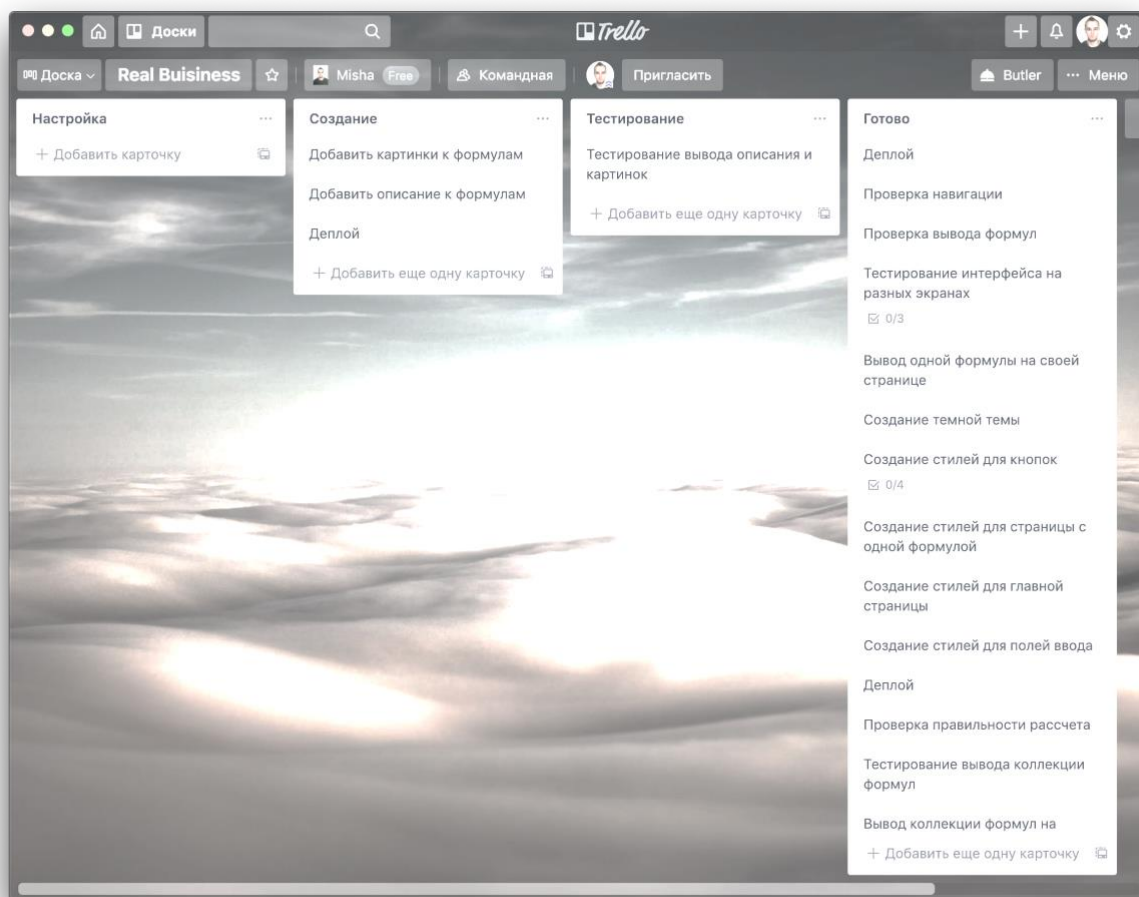 Доски
Trello
Доска
Real Buisiness
Misha Free
Командная
Пригласить
Butler
Меню
Настройка
Добавить карточку
Создание
Добавить картинки к формулам
Добавить описание к формулам
Деплой
Добавить еще одну карточку
Тестирование
Тестирование вывода описания и
картинок
Добавить еще одну карточку
Готово
Деплой
Проверка навигации
Проверка вывода формул
Тестирование интерфейса на
разных экранах
0/3
Вывод одной формулы на своей
странице
Создание темной темы
Создание стилей для кнопок
0/4
Создание стилей для страницы с
одной формулой
Создание стилей для главной
страницы
Создание стилей для полей ввода
Деплой
Проверка правильности рассчета
Тестирование вывода коллекции
формул
Вывод коллекции формул на
Добавить еще одну карточку